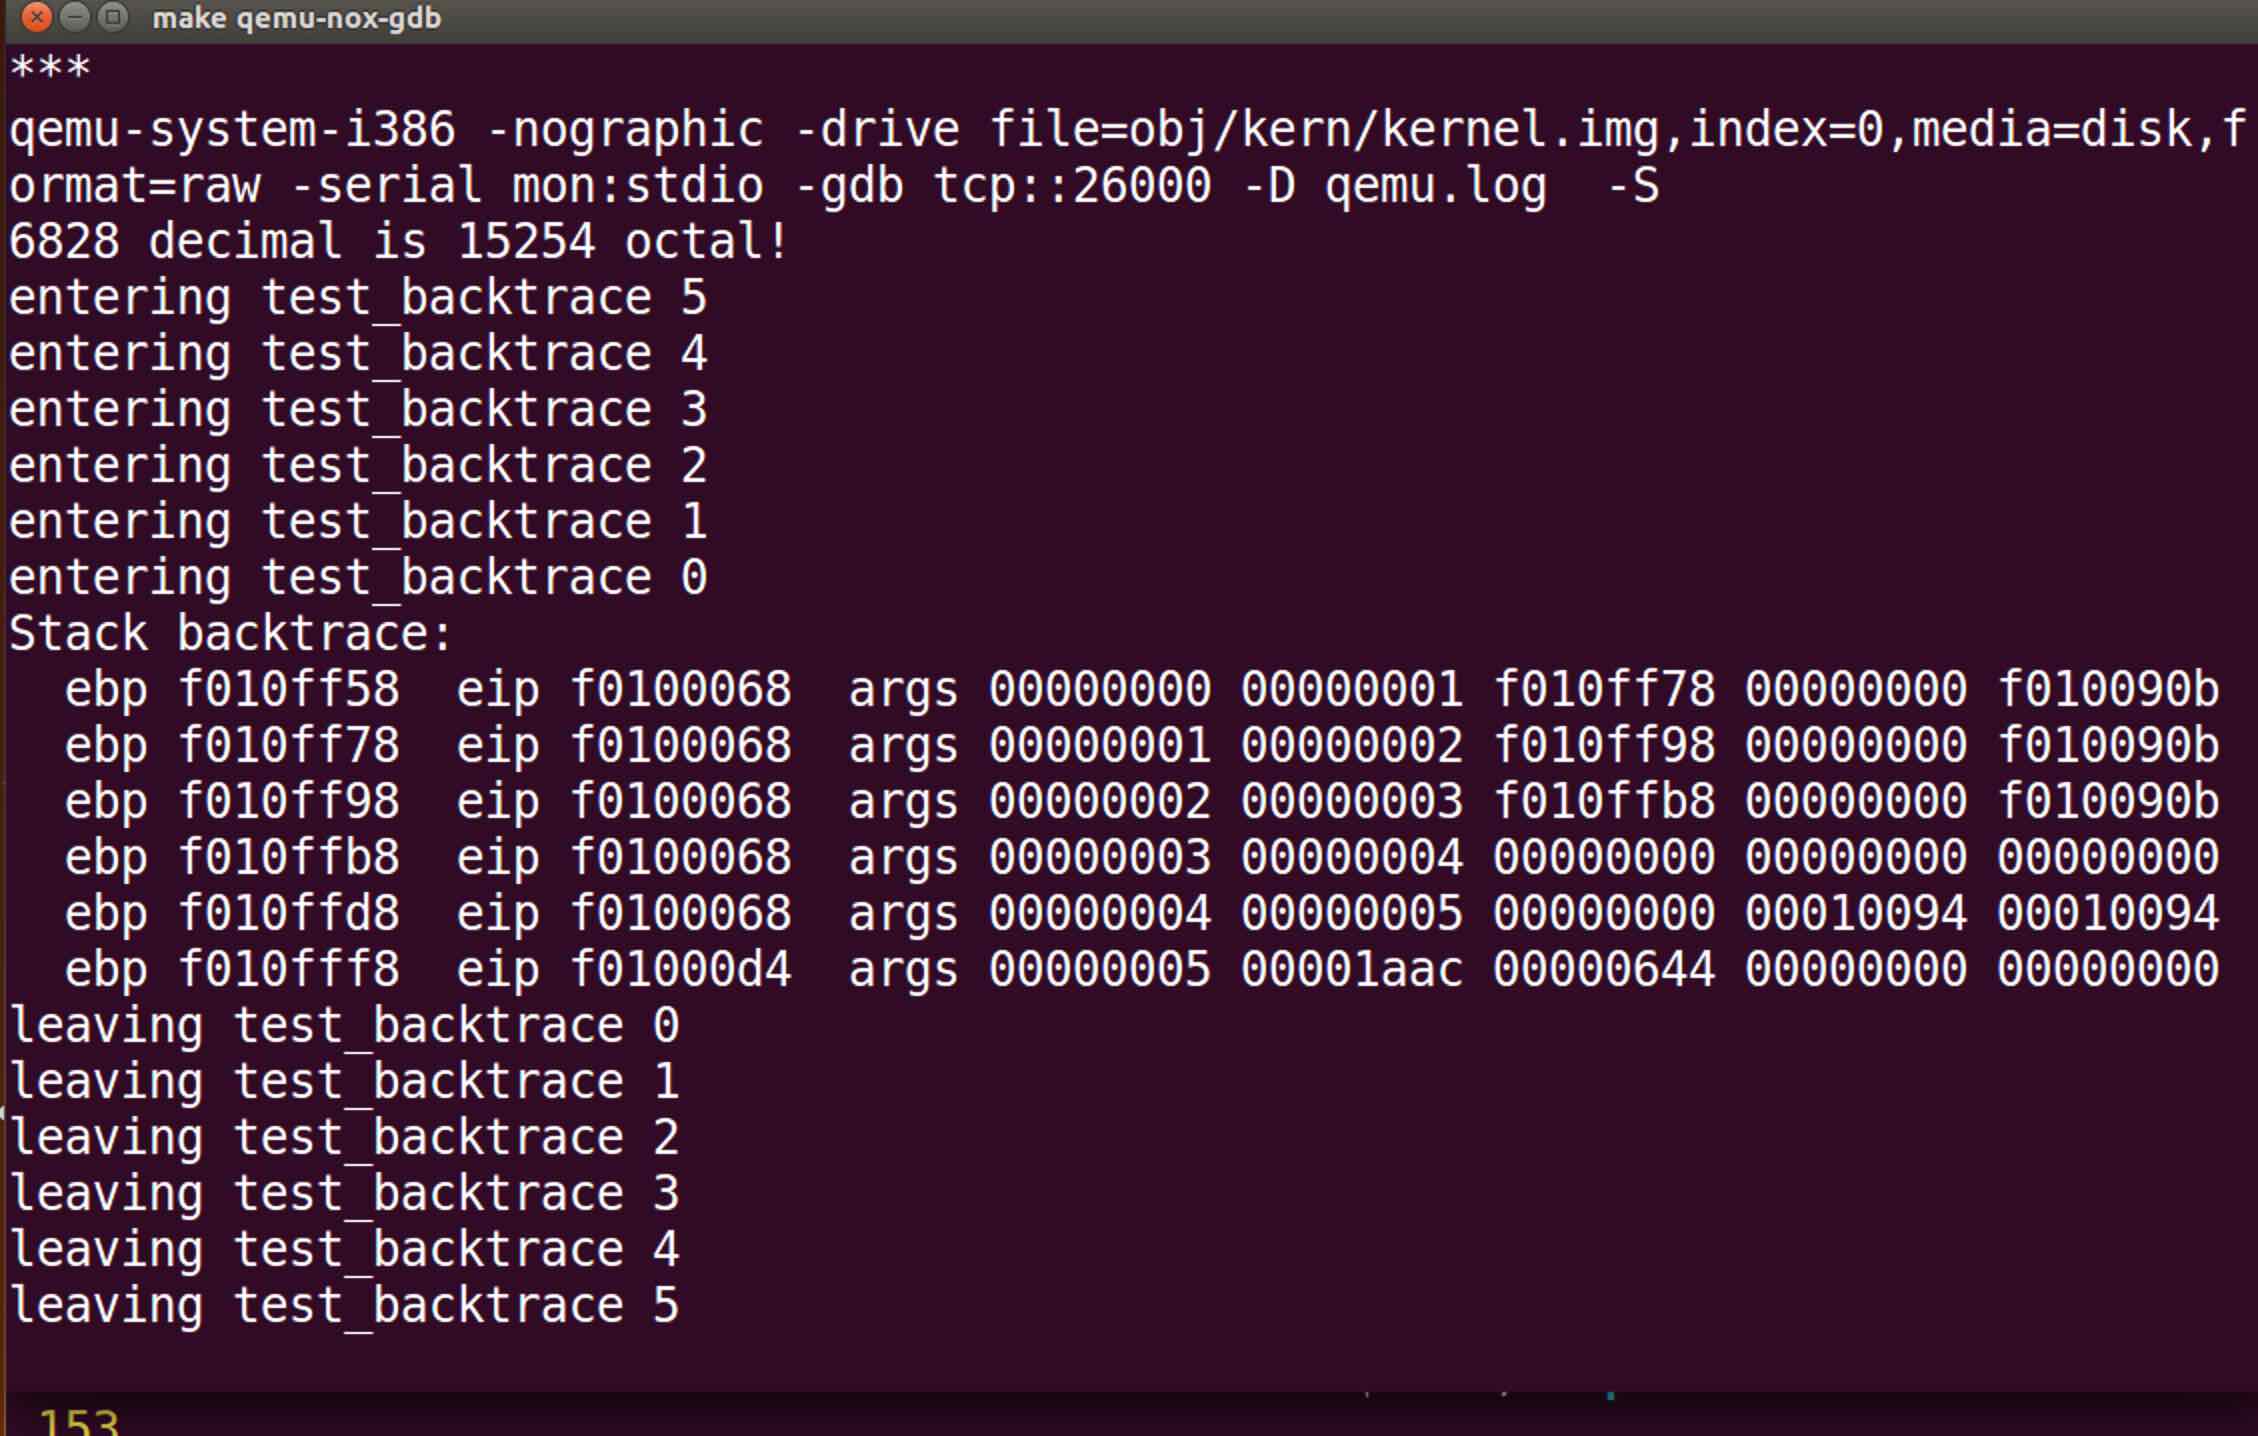 make qemu-nox-gdb
***
qemu-system-i386 -nographic -drive file=obj/kern/kernel.img,index=0,media=disk,f
ormat=raw -serial mon:stdio -gdb tcp::26000 -D qemu.log  -S
6828 decimal is 15254 octal!
entering test_backtrace 5
entering test_backtrace 4
entering test_backtrace 3
entering test_backtrace 2
entering test_backtrace 1
entering test_backtrace 0
Stack backtrace:
  ebp f010ff58  eip f0100068  args 00000000 00000001 f010ff78 00000000 f010090b
  ebp f010ff78  eip f0100068  args 00000001 00000002 f010ff98 00000000 f010090b
  ebp f010ff98  eip f0100068  args 00000002 00000003 f010ffb8 00000000 f010090b
  ebp f010ffb8  eip f0100068  args 00000003 00000004 00000000 00000000 00000000
  ebp f010ffd8  eip f0100068  args 00000004 00000005 00000000 00010094 00010094
  ebp f010fff8  eip f01000d4  args 00000005 00001aac 00000644 00000000 00000000
leaving test_backtrace 0
leaving test_backtrace 1
leaving test_backtrace 2
leaving test_backtrace 3
leaving test_backtrace 4
leaving test_backtrace 5
153